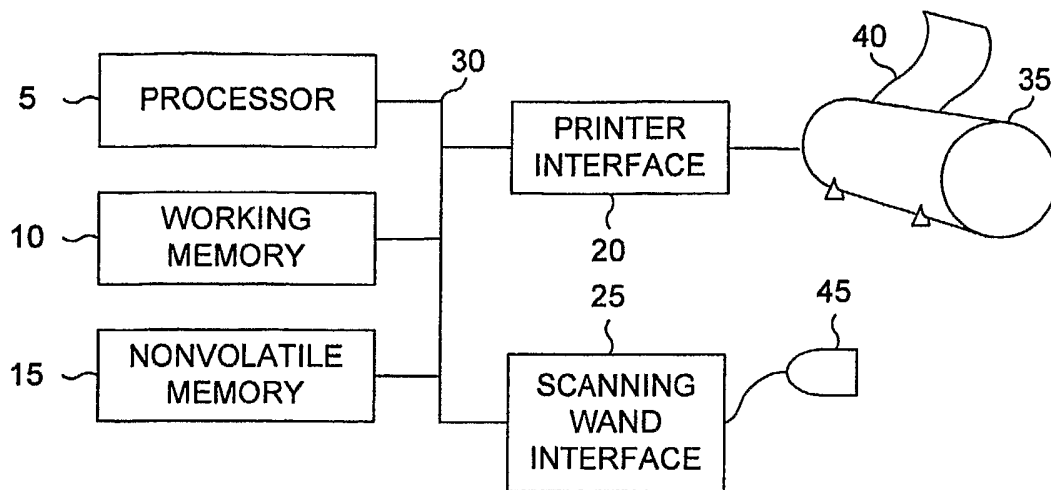 40
35
30
5
PROCESSOR
PRINTER
INTERFACE
20
10
WORKING
MEMORY
25
45
15
NONVOLATILE
MEMORY
SCANNING
WAND
INTERFACE